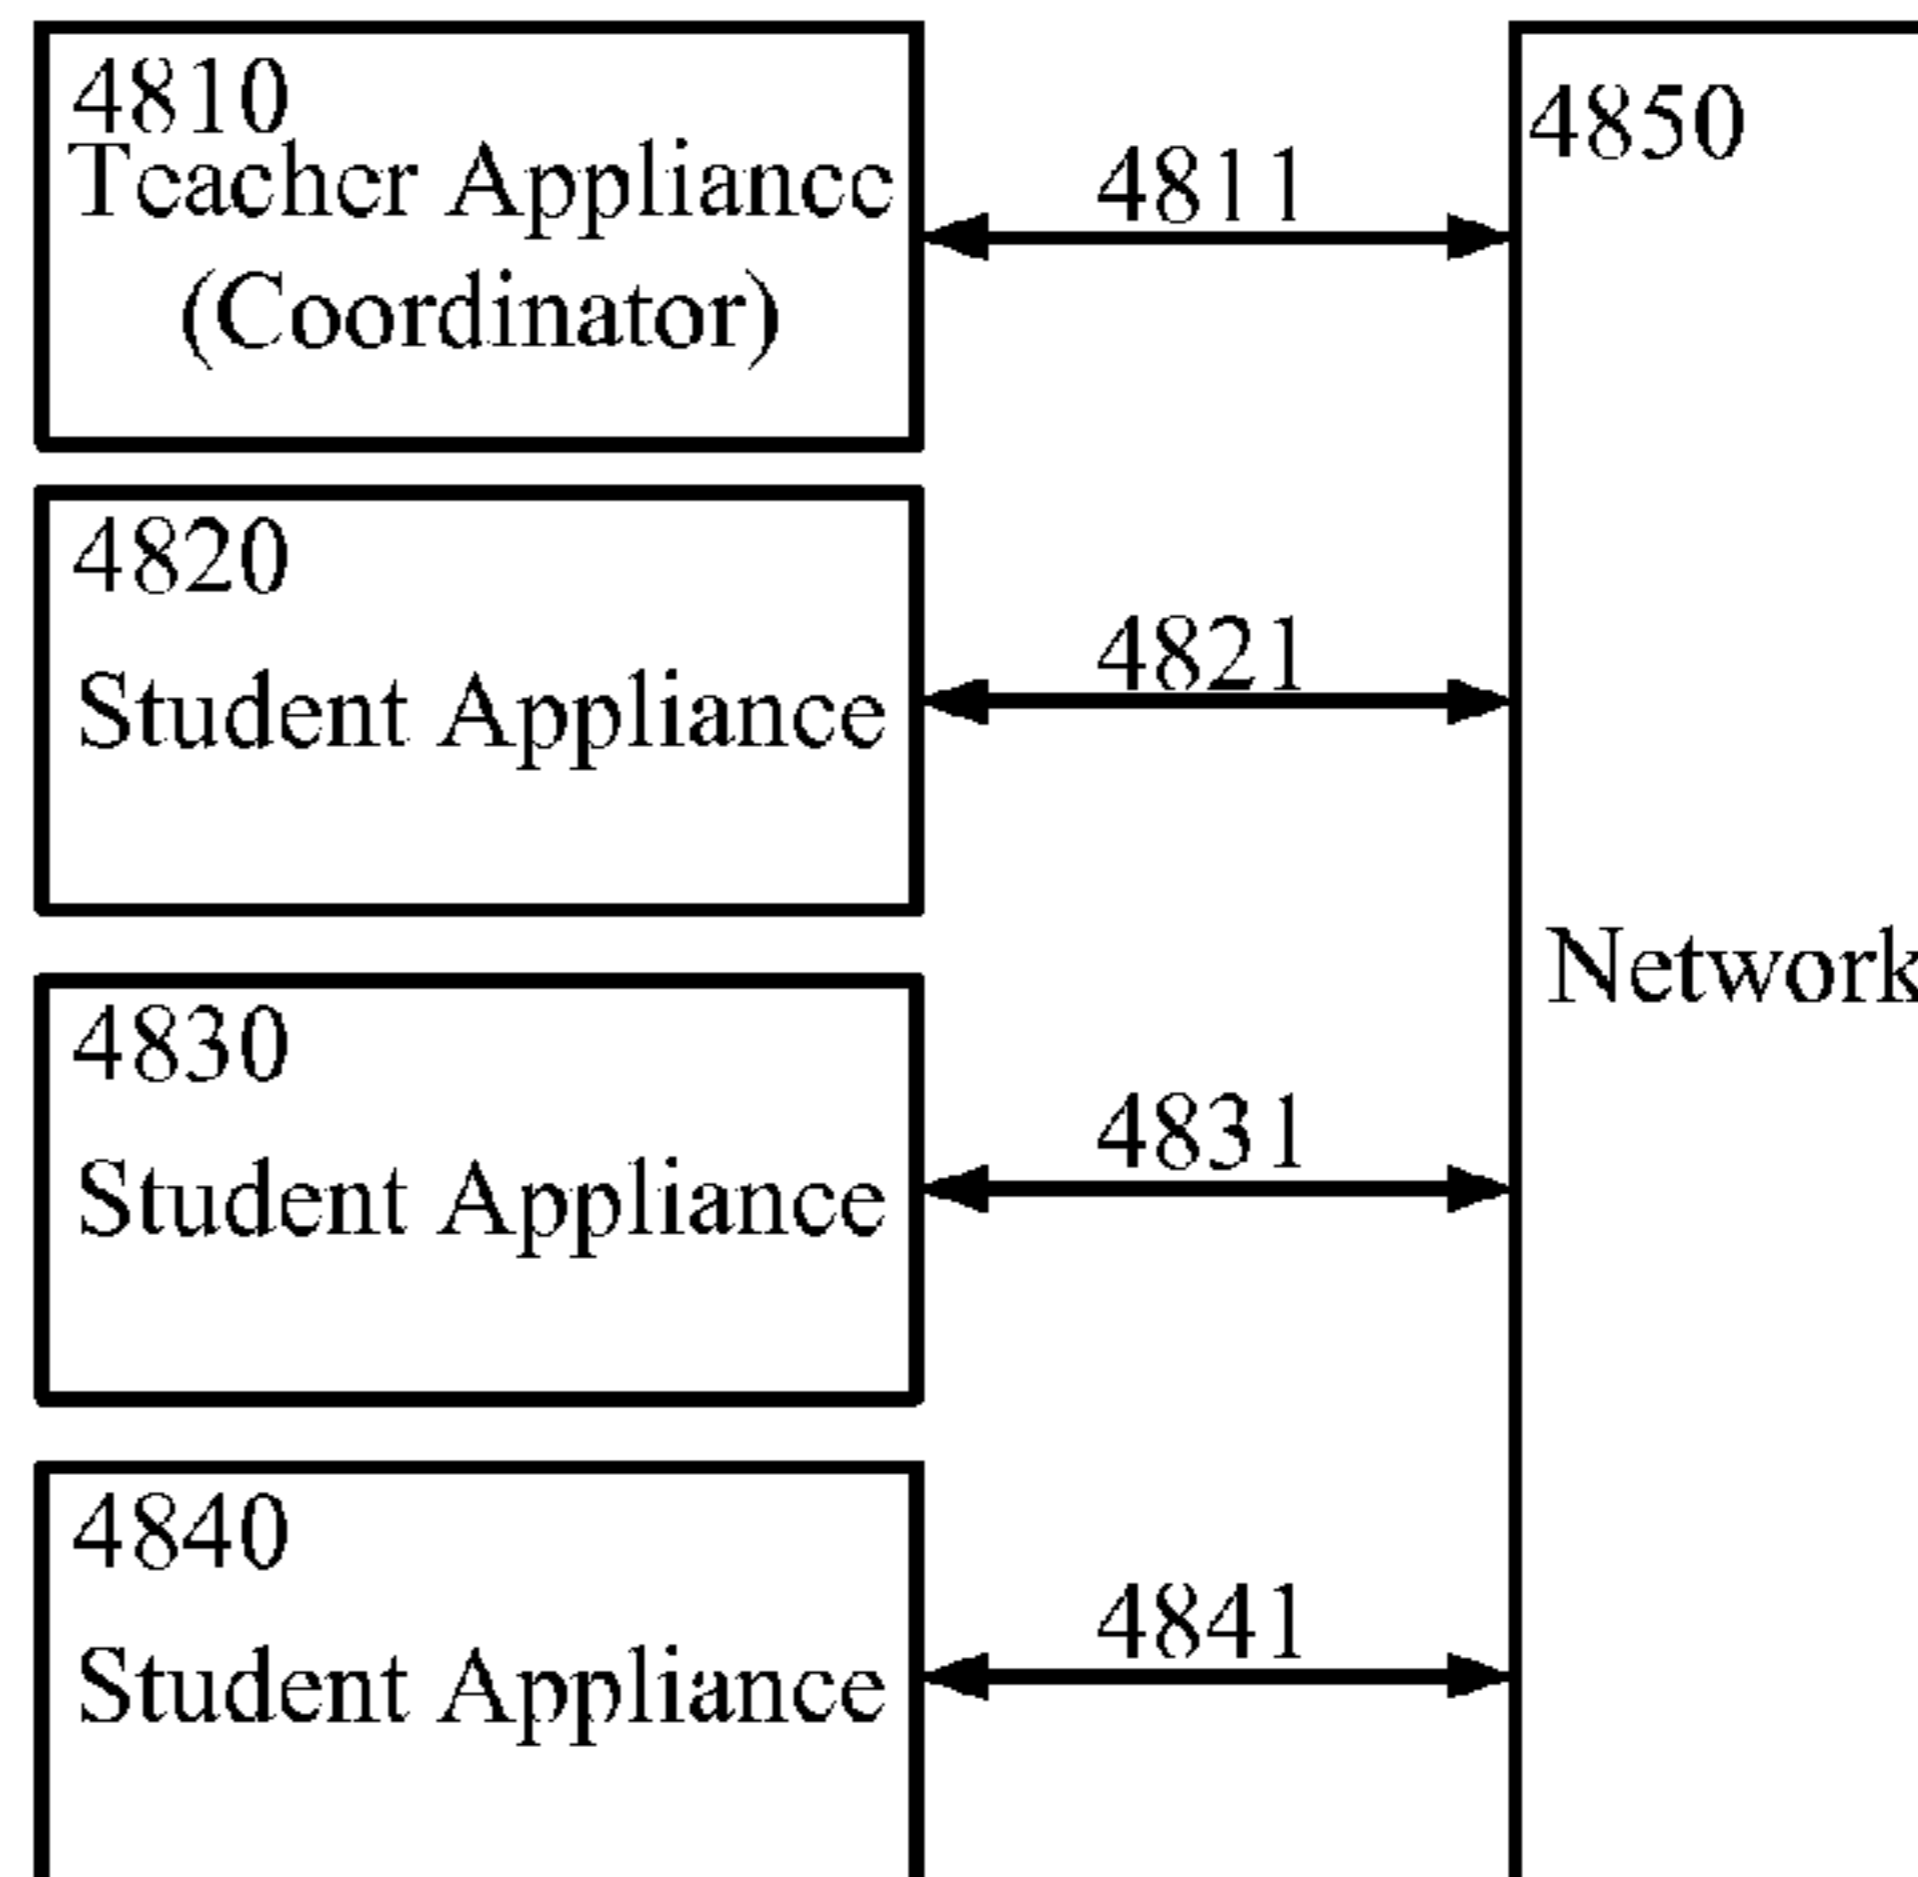 4810
Teacher Appliance
(Coordinator)
4811
4850
4820
Student Appliance
4821
Network
4830
Student Appliance
4831
4840
Student Appliance
4841